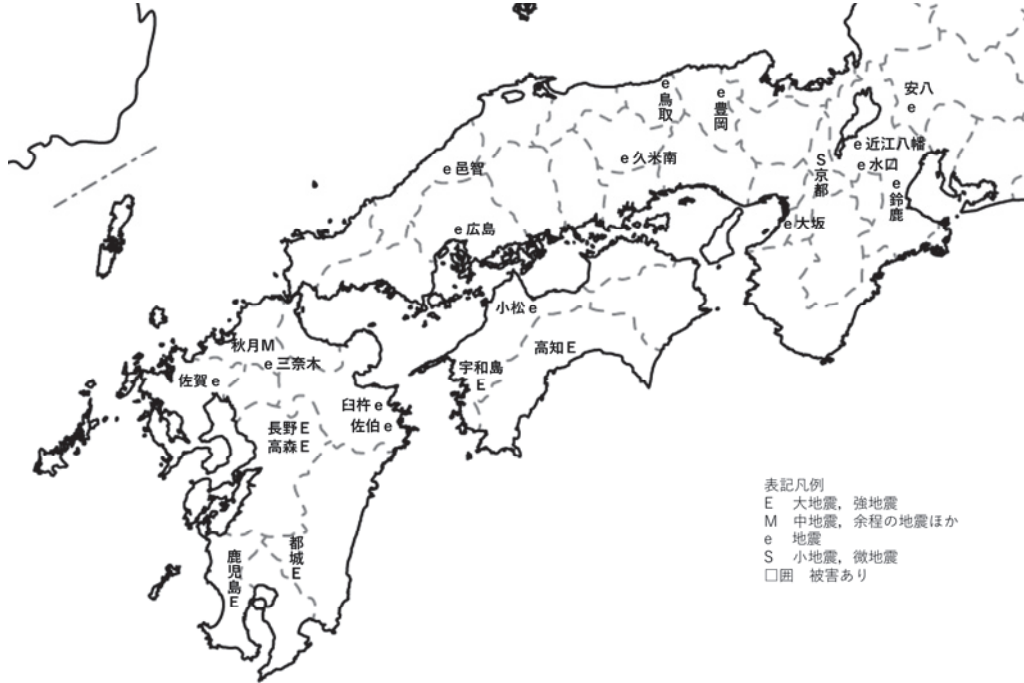 安八
e
e鳥取
e豊岡
e近江八幡
e久米南
S京都
e水口
e邑智
e鈴鹿
e大坂
e広島
小松e
秋月M
高知E
e三奈木
宇和島
E
佐賀e
臼杵e
佐伯e
長野E
高森E
都城E
鹿児島E
表記凡例
E 大地震，強地震
M 中地震，余程の地震ほか
e 地震
S 小地震，微地震
□囲 被害あり